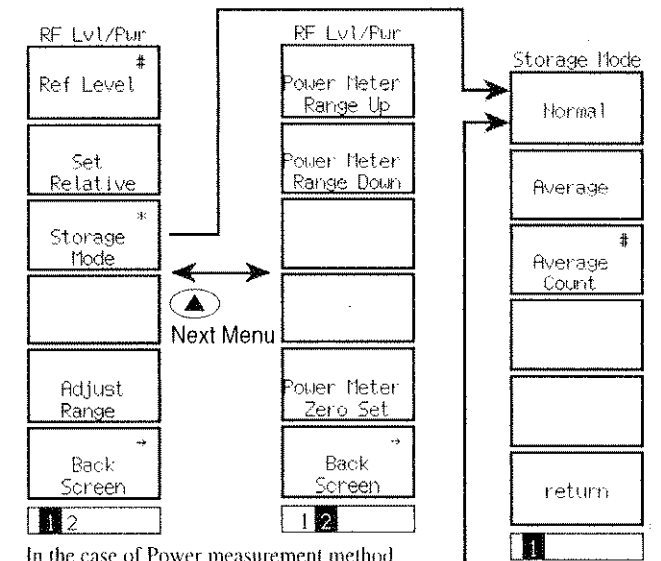 RF Lvl/Pwr
#
Ref Level
Set
Relative
*
Storage
Mode
Adjust
Range
→
Back
Screen
1 2
Next Menu
RF Lvl/Pwr
Power Meter
Range Up
Power Meter
Range Down
Power Meter
Zero Set
→
Back
Screen
1 2
Storage Mode
Normal
Average
#
Average
Count
return
1
In the case of Power measurement method